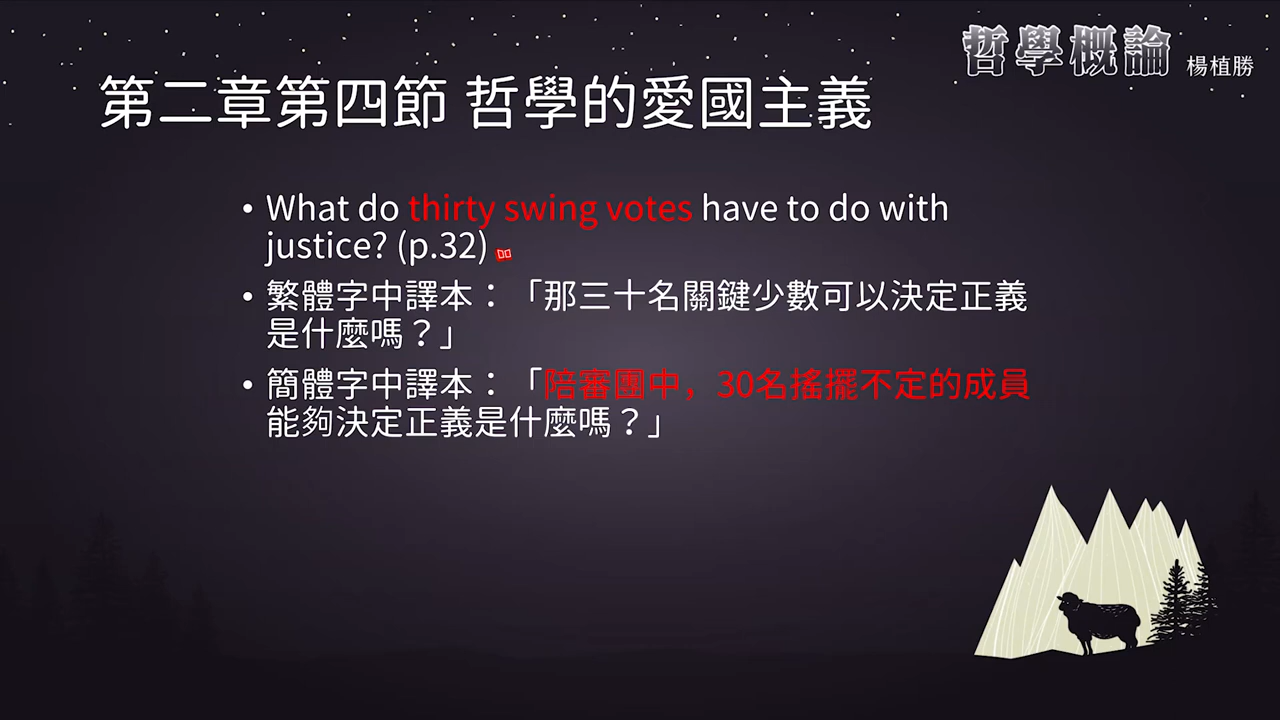 哲學概論 楊植勝
第二章第四節 哲學的愛國主義
• What do thirty swing votes have to do with
justice? (p.32)
• 繁體字中譯本：「那三十名關鍵少數可以決定正義
是什麼嗎？」
• 簡體字中譯本：「陪審團中，30名搖擺不定的成員
能夠決定正義是什麼嗎？」